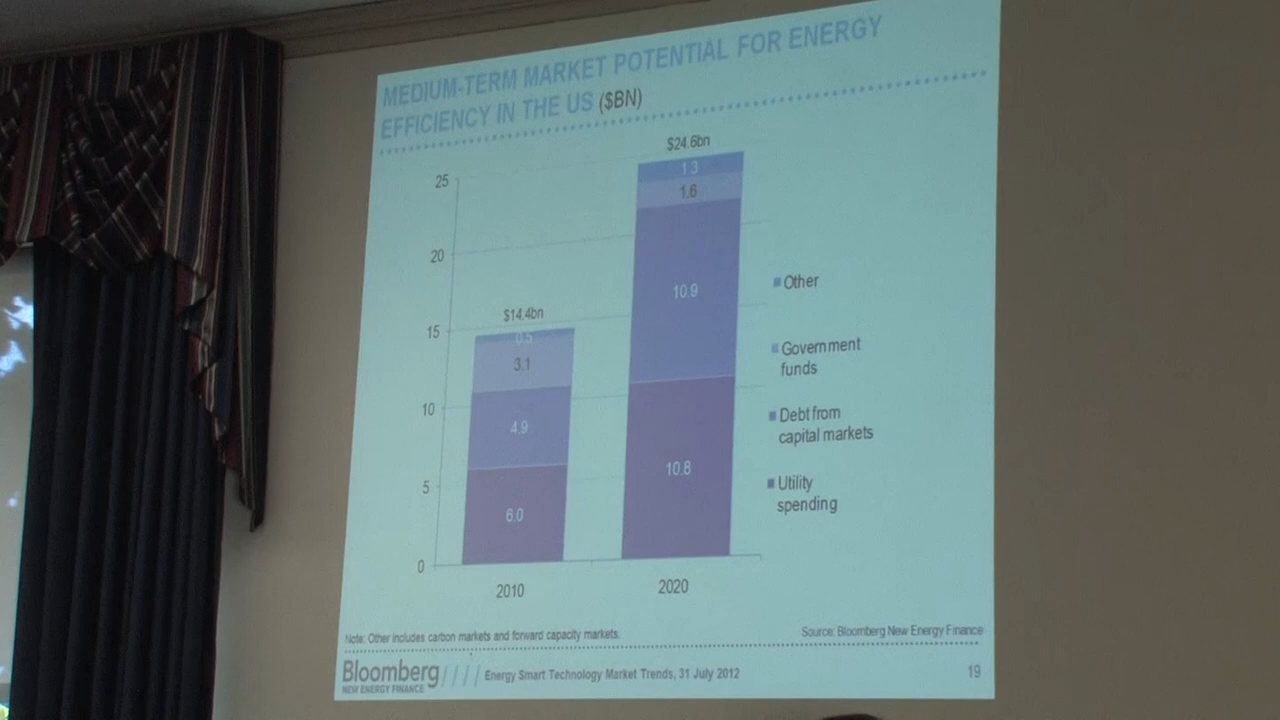 MEDIUM-TERM MARKET POTENTIAL FOR ENERGY
EFFICIENCY IN THE US ($BN)
$24.6bn
25
1.3
1.6
20
10.9
Other
$14.4bn
15
0.5
3.1
Government
funds
10
4.9
Debt from
capital markets
10.8
5
6.0
Utility
spending
0
2010
2020
Note: Other includes carbon markets and forward capacity markets.
Source: Bloomberg New Energy Finance
Bloomberg
NEW ENERGY FINANCE
//// Energy Smart Technology Market Trends, 31 July 2012
19